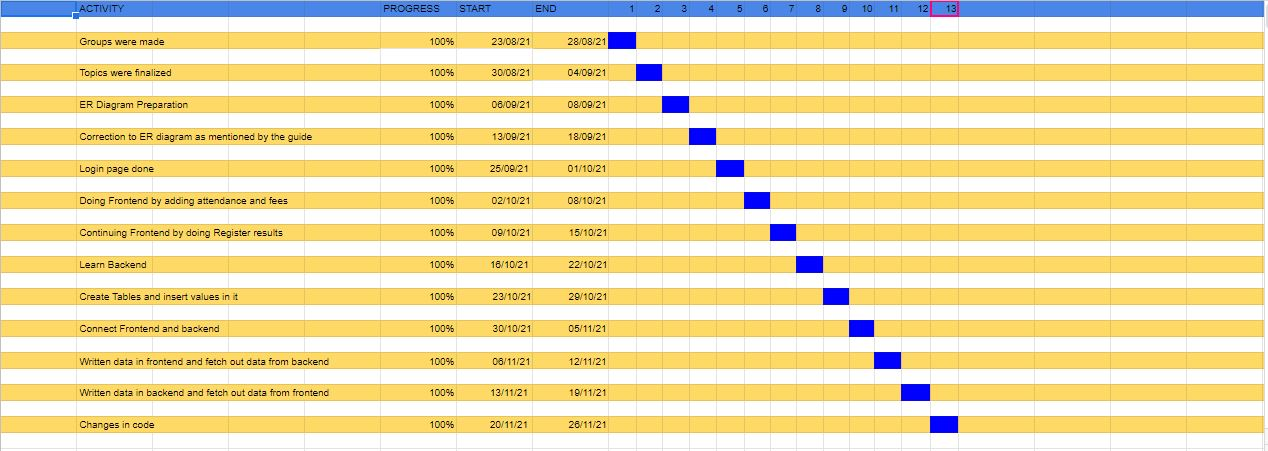 ACTIVITY PROGRESS START END 1 2 3 4 5 6 7 8 9 10 11 12 13
Groups were made 100% 23/08/21 28/08/21
Topics were finalized 100% 30/08/21 04/09/21
ER Diagram Preparation 100% 06/09/21 08/09/21
Correction to ER diagram as mentioned by the guide 100% 13/09/21 18/09/21
Login page done 100% 25/09/21 01/10/21
Doing Frontend by adding attendance and fees 100% 02/10/21 08/10/21
Continuing Frontend by doing Register results 100% 09/10/21 15/10/21
Learn Backend 100% 16/10/21 22/10/21
Create Tables and insert values in it 100% 23/10/21 29/10/21
Connect Frontend and backend 100% 30/10/21 05/11/21
Written data in frontend and fetch out data from backend 100% 06/11/21 12/11/21
Written data in backend and fetch out data from frontend 100% 13/11/21 19/11/21
Changes in code 100% 20/11/21 26/11/21